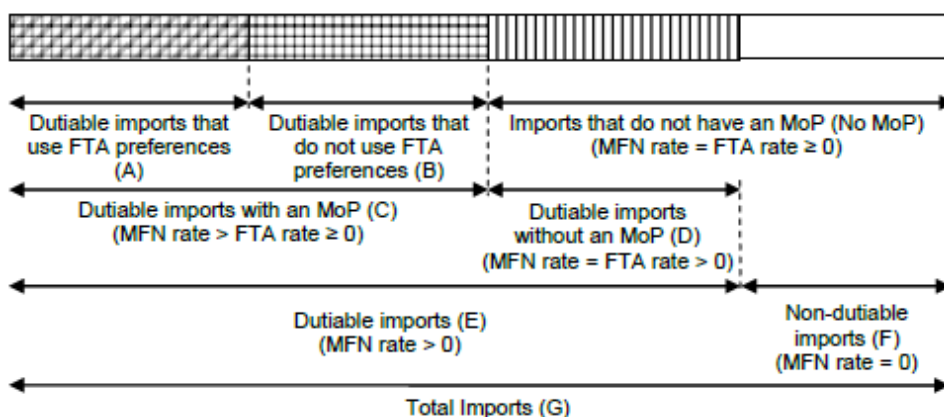 Dutiable imports that
use FTA preferences
(A)
Dutiable imports that
do not use FTA
preferences (B)
Imports that do not have an MoP (No MoP)
(MFN rate = FTA rate ≥ 0)
Dutiable imports with an MoP (C)
(MFN rate > FTA rate ≥ 0)
Dutiable imports
without an MoP (D)
(MFN rate = FTA rate > 0)
Dutiable imports (E)
(MFN rate > 0)
Non-dutiable
imports (F)
(MFN rate = 0)
Total Imports (G)